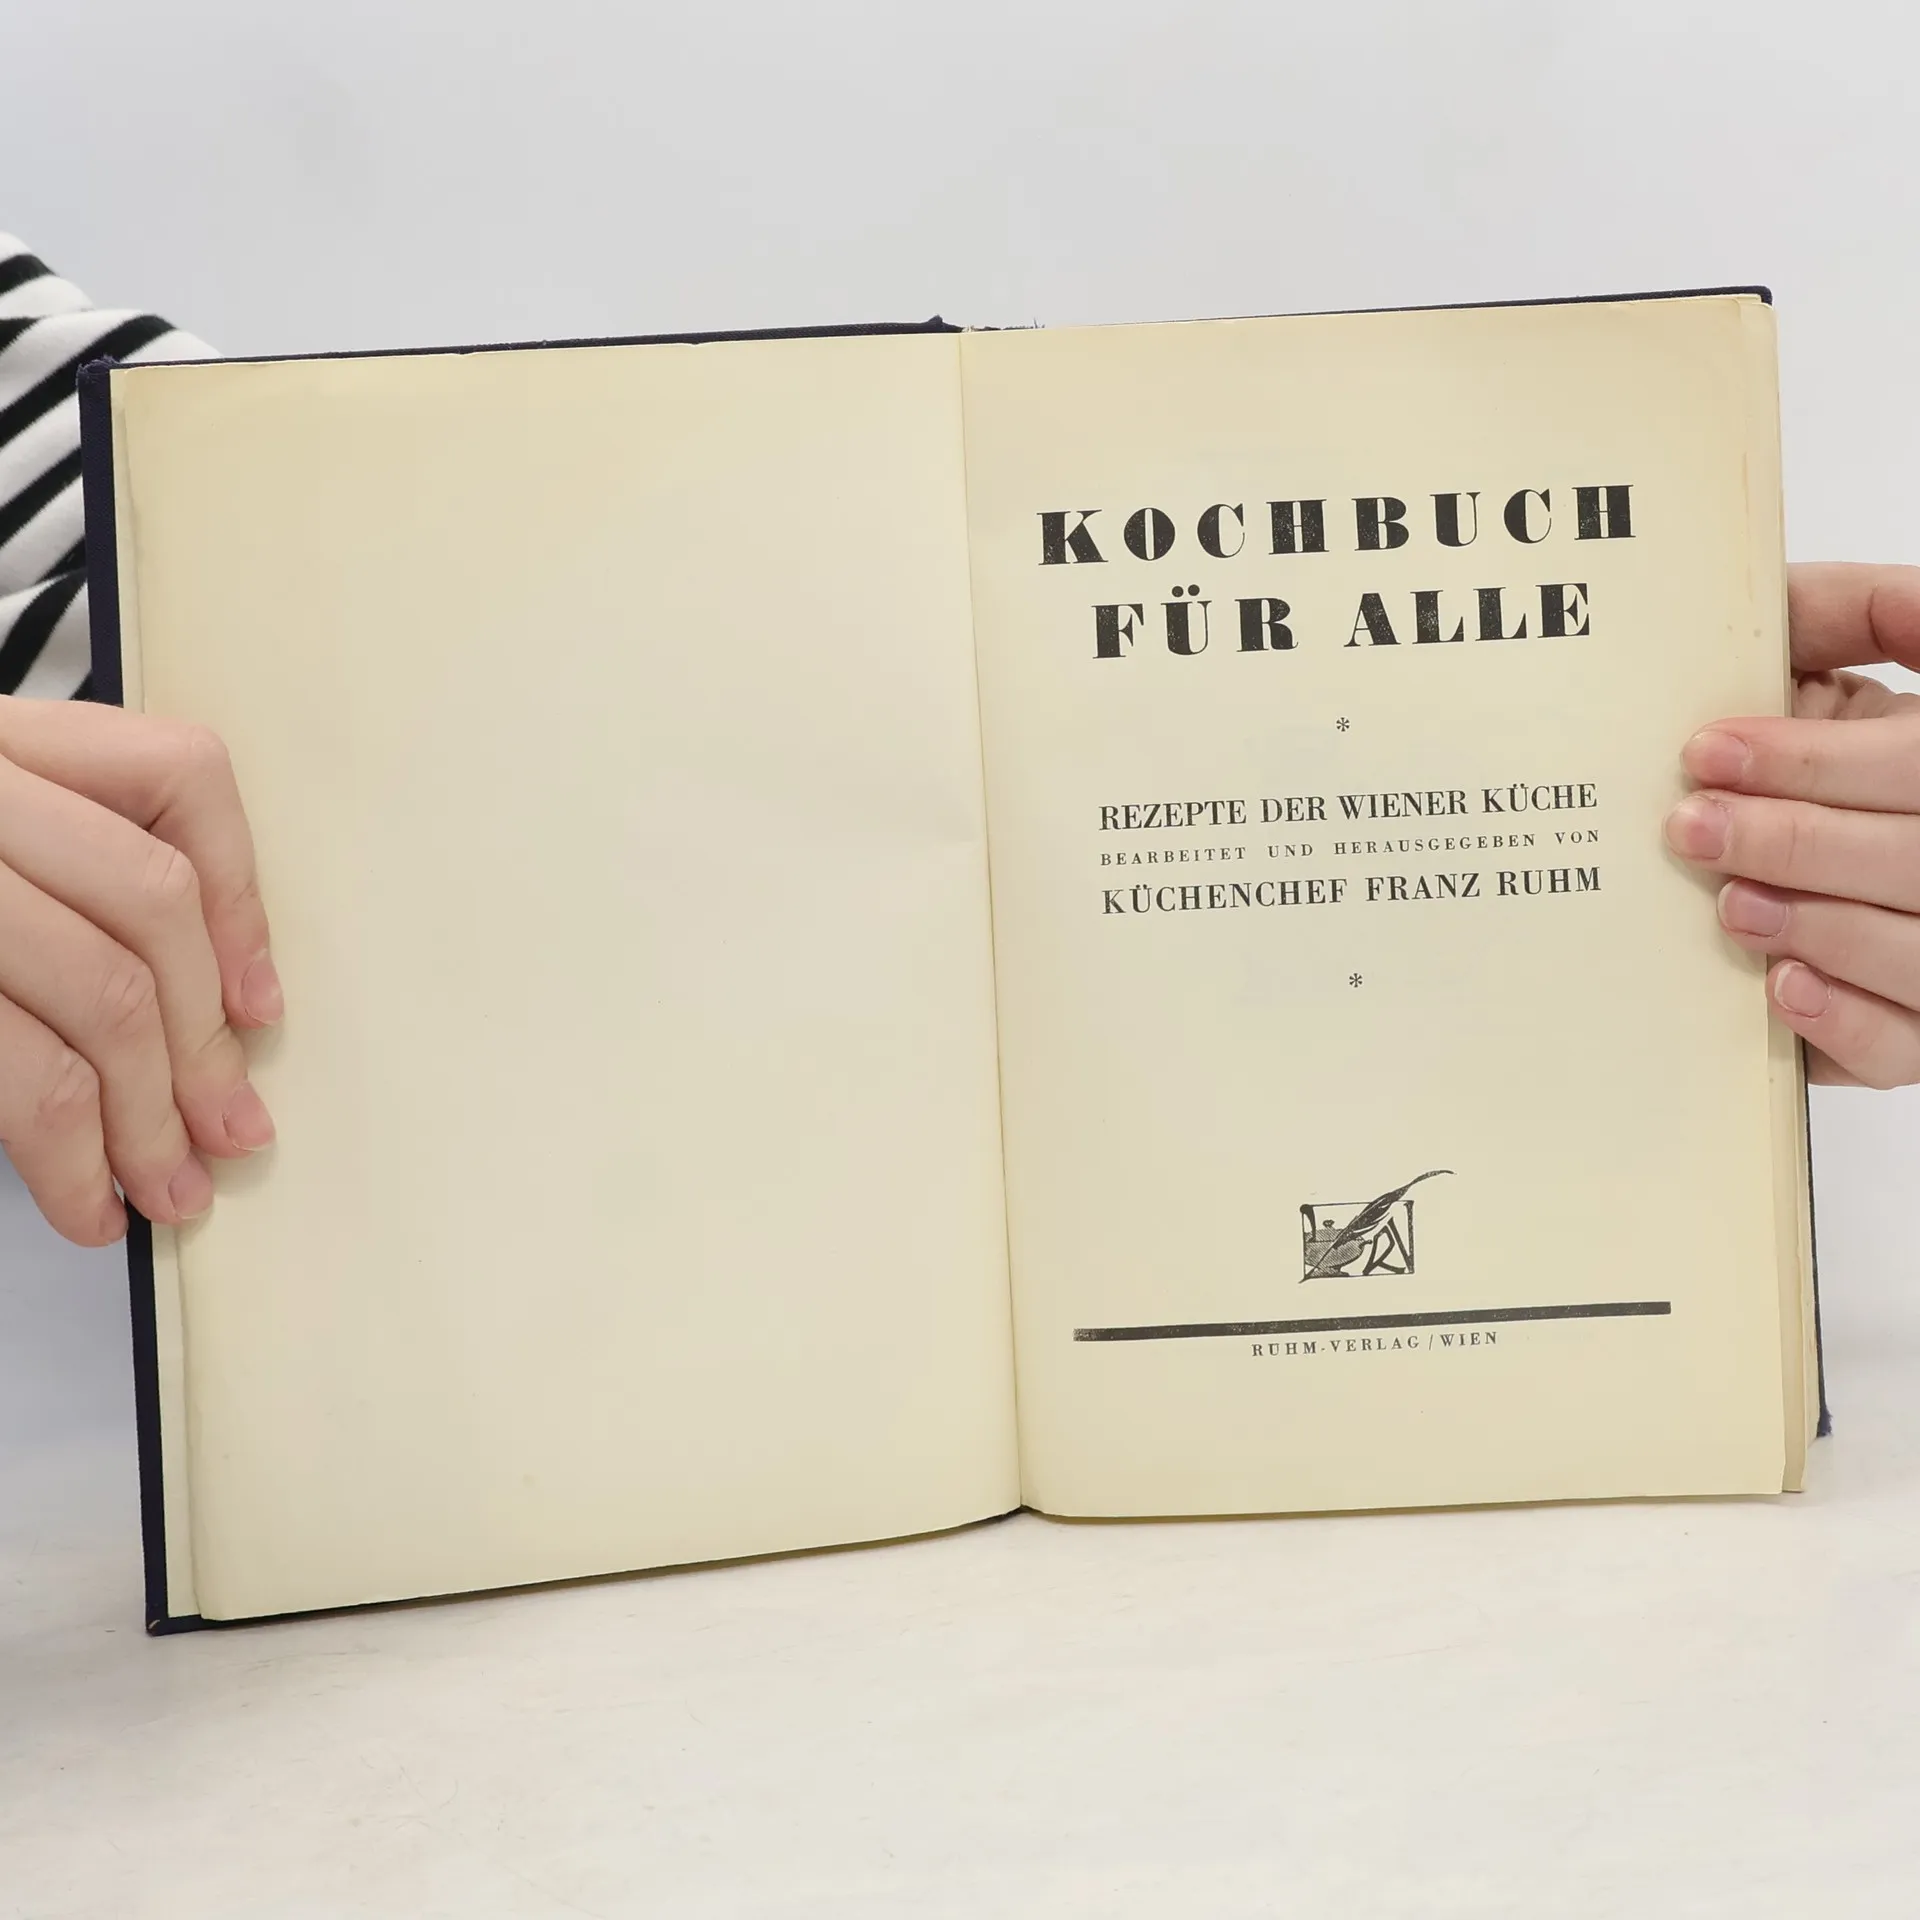 KOCHBUCH
FÜR ALLE
*
REZEPTE DER WIENER KÜCHE
BEARBEITET UND HERAUSGEGEBEN VON
KÜCHENCHEF FRANZ RUHM
*
RUHM-VERLAG / WIEN